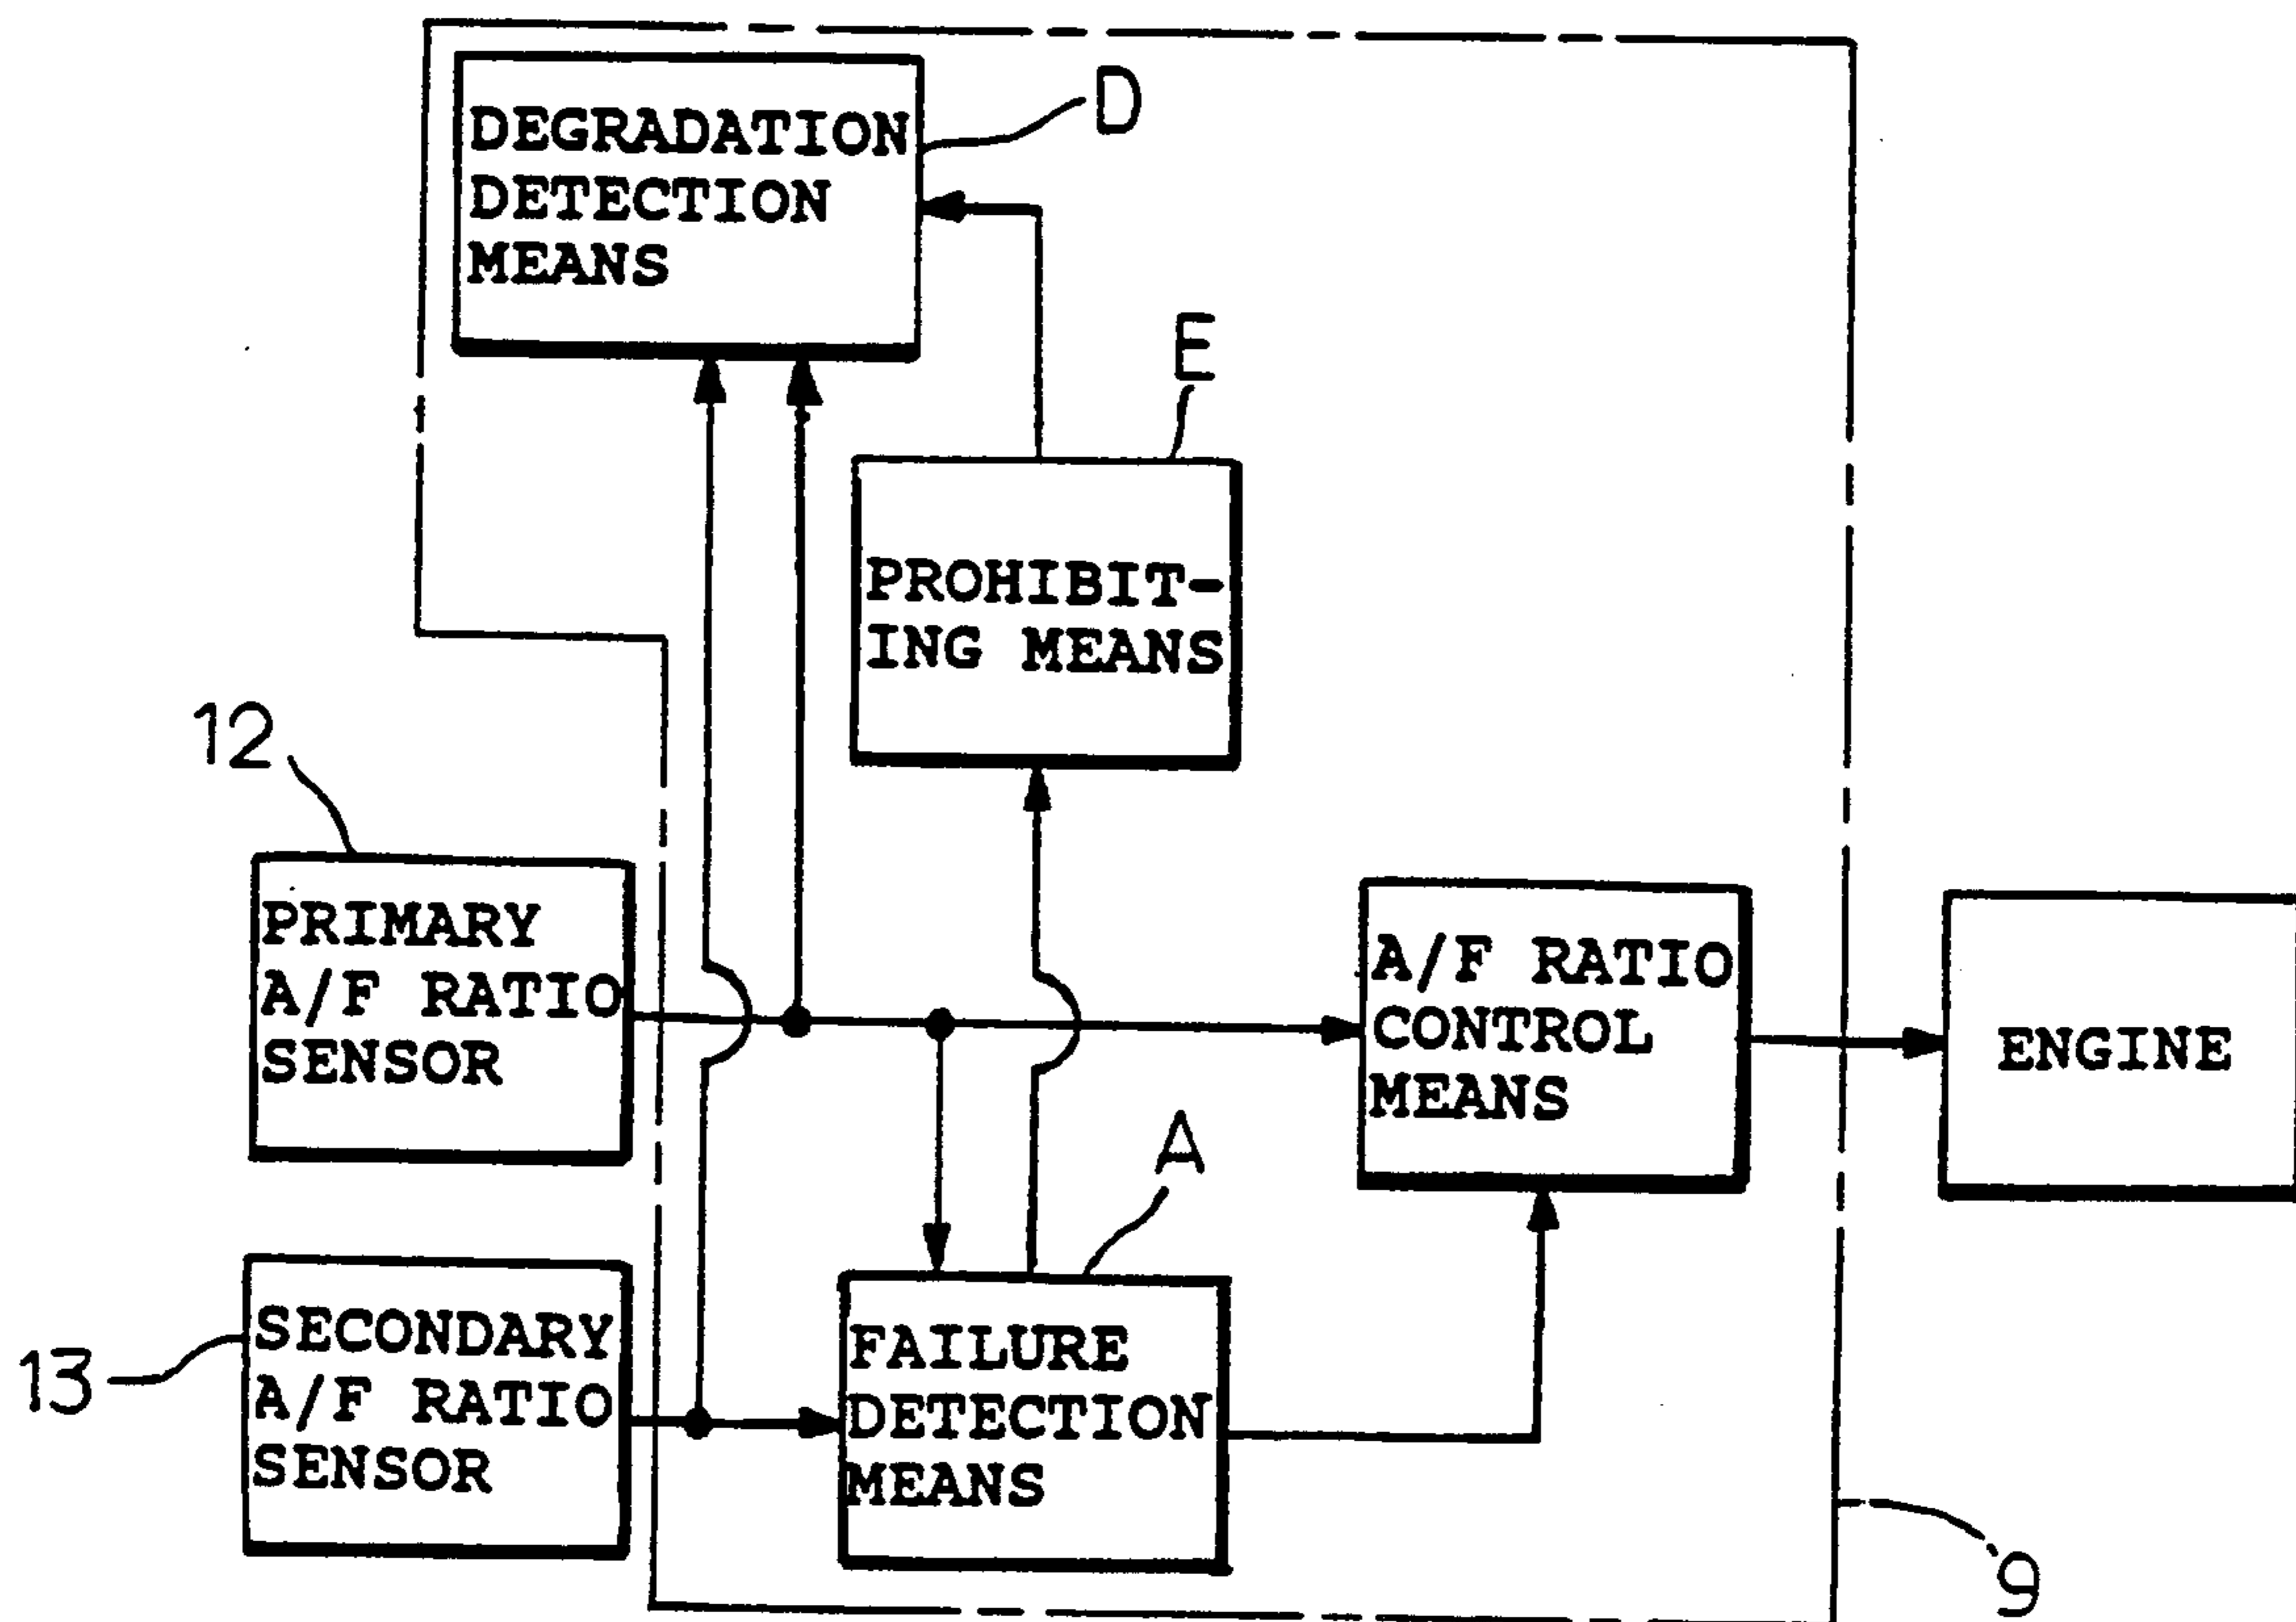 DEGRADATION
DETECTION
MEANS
D
E
PROHIBIT-
ING MEANS
12
PRIMARY
A/F RATIO
SENSOR
A/F RATIO
CONTROL
MEANS
ENGINE
A
13
SECONDARY
A/F RATIO
SENSOR
FAILURE
DETECTION
MEANS
9